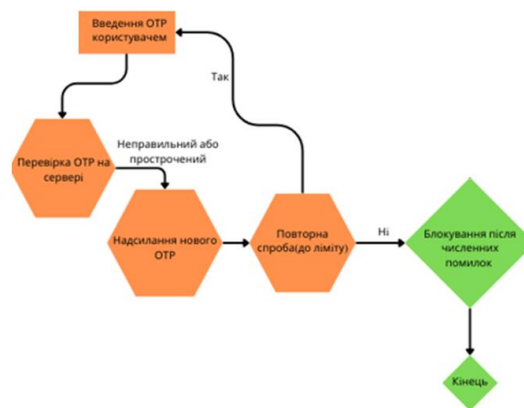 Введення OTP
користувачем
Так
Перевірка OTP на
сервері
Неправильний або
прострочений
Надсилання нового
OTP
Повторна
спроба(до ліміту)
Ні
Блокування після
численних
помилок
Кінець